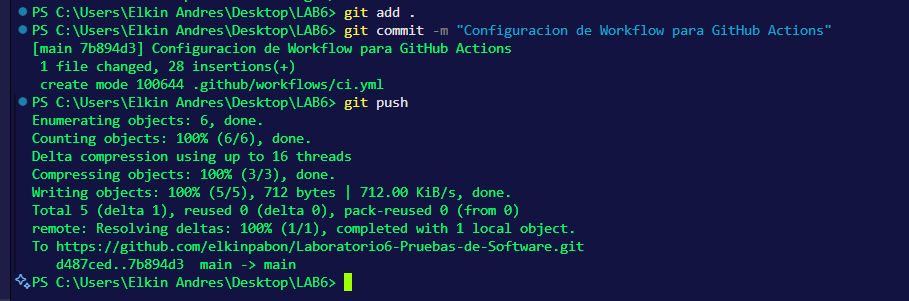 PS C:\Users\Elkin Andres\Desktop\LAB6> git add .
PS C:\Users\Elkin Andres\Desktop\LAB6> git commit -m "Configuracion de Workflow para GitHub Actions"
[main 7b894d3] Configuracion de Workflow para GitHub Actions
 1 file changed, 28 insertions(+)
 create mode 100644 .github/workflows/ci.yml
PS C:\Users\Elkin Andres\Desktop\LAB6> git push
Enumerating objects: 6, done.
Counting objects: 100% (6/6), done.
Delta compression using up to 16 threads
Compressing objects: 100% (3/3), done.
Writing objects: 100% (5/5), 712 bytes | 712.00 KiB/s, done.
Total 5 (delta 1), reused 0 (delta 0), pack-reused 0 (from 0)
remote: Resolving deltas: 100% (1/1), completed with 1 local object.
To https://github.com/elkinpabon/Laboratorio6-Pruebas-de-Software.git
   d487ced..7b894d3  main -> main
PS C:\Users\Elkin Andres\Desktop\LAB6>